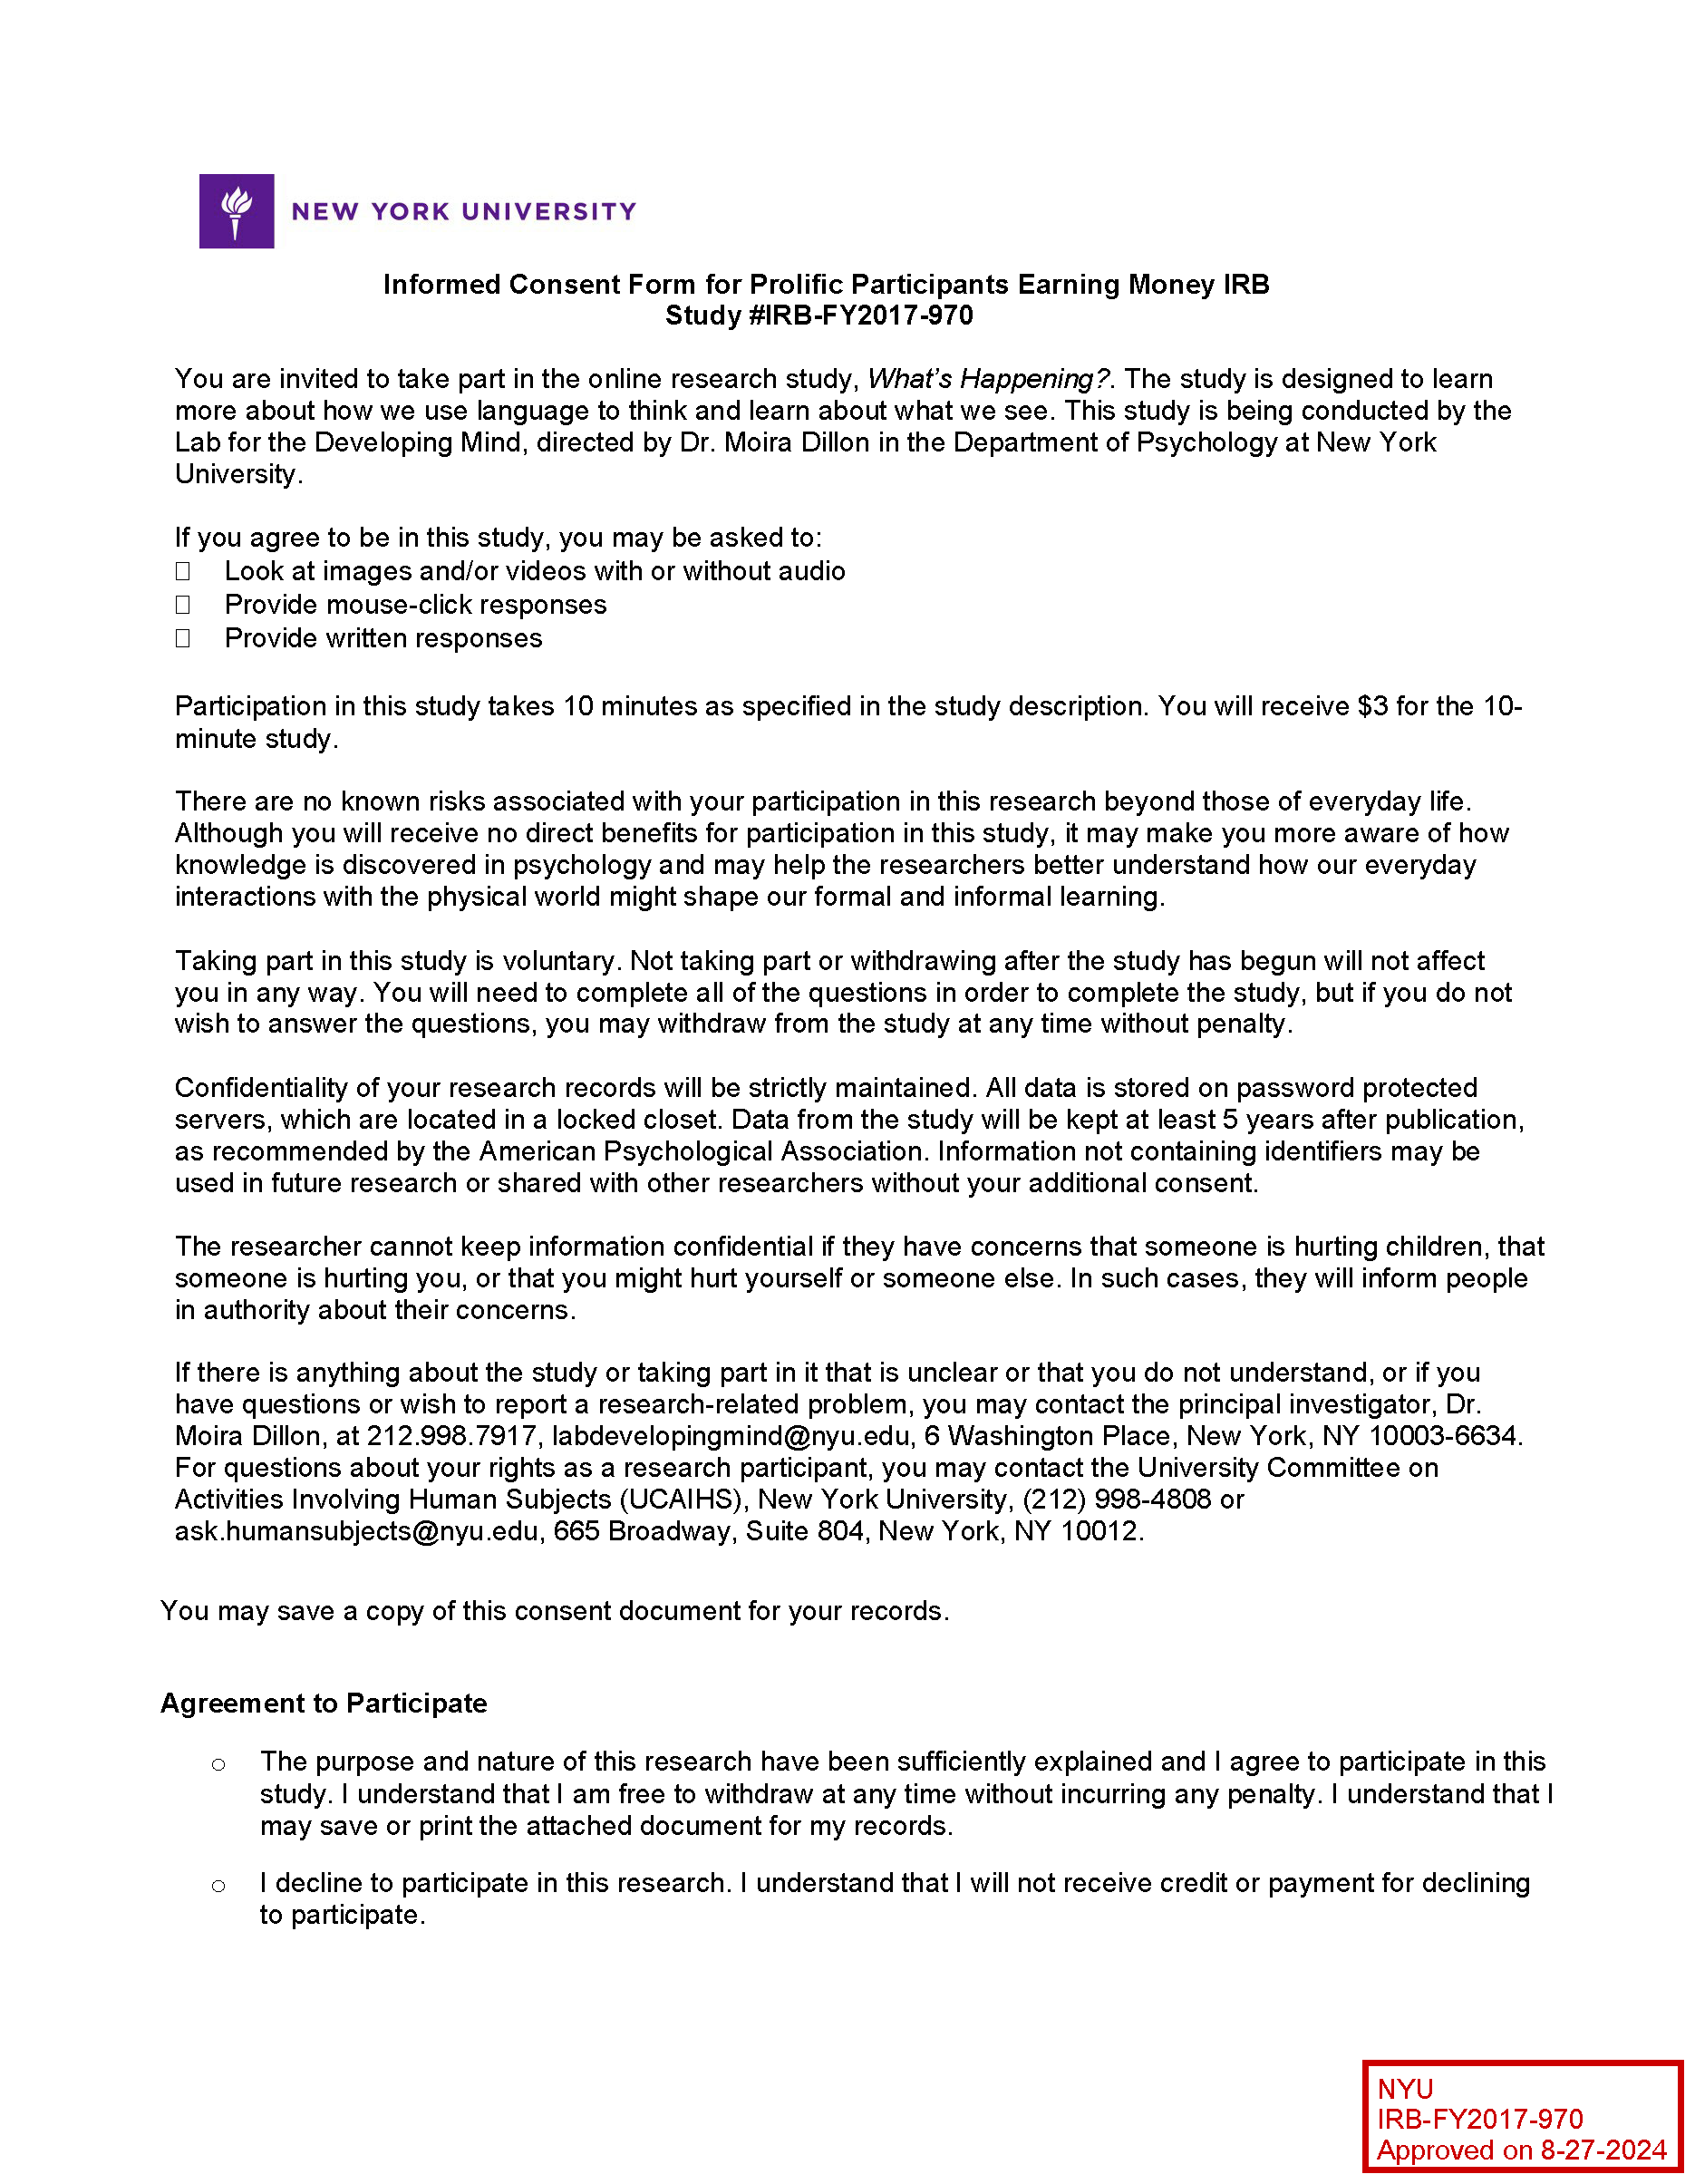 NEW YORK UNIVERSITY
Informed Consent Form for Prolific Participants Earning Money IRB
Study #IRB-FY2017-970
You are invited to take part in the online research study, What's Happening?. The study is designed to learn
more about how we use language to think and learn about what we see. This study is being conducted by the
Lab for the Developing Mind, directed by Dr. Moira Dillon in the Department of Psychology at New York
University.
If you agree to be in this study, you may be asked to:
Look at images and/or videos with or without audio
Provide mouse-click responses
Provide written responses
Participation in this study takes 10 minutes as specified in the study description. You will receive $3 for the 10-
minute study.
There are no known risks associated with your participation in this research beyond those of everyday life.
Although you will receive no direct benefits for participation in this study, it may make you more aware of how
knowledge is discovered in psychology and may help the researchers better understand how our everyday
interactions with the physical world might shape our formal and informal learning.
Taking part in this study is voluntary. Not taking part or withdrawing after the study has begun will not affect
you in any way. You will need to complete all of the questions in order to complete the study, but if you do not
wish to answer the questions, you may withdraw from the study at any time without penalty.
Confidentiality of your research records will be strictly maintained. All data is stored on password protected
servers, which are located in a locked closet. Data from the study will be kept at least 5 years after publication,
as recommended by the American Psychological Association. Information not containing identifiers may be
used in future research or shared with other researchers without your additional consent.
The researcher cannot keep information confidential if they have concerns that someone is hurting children, that
someone is hurting you, or that you might hurt yourself or someone else. In such cases, they will inform people
in authority about their concerns.
If there is anything about the study or taking part in it that is unclear or that you do not understand, or if you
have questions or wish to report a research-related problem, you may contact the principal investigator, Dr.
Moira Dillon, at 212.998.7917, labdevelopingmind@nyu.edu, 6 Washington Place, New York, NY 10003-6634.
For questions about your rights as a research participant, you may contact the University Committee on
Activities Involving Human Subjects (UCAIHS), New York University, (212) 998-4808 or
ask.humansubjects@nyu.edu, 665 Broadway, Suite 804, New York, NY 10012.
You may save a copy of this consent document for your records.
Agreement to Participate
o The purpose and nature of this research have been sufficiently explained and I agree to participate in this
study. I understand that I am free to withdraw at any time without incurring any penalty. I understand that I
may save or print the attached document for my records.
o I decline to participate in this research. I understand that I will not receive credit or payment for declining
to participate.
NYU
IRB-FY2017-970
Approved on 8-27-2024